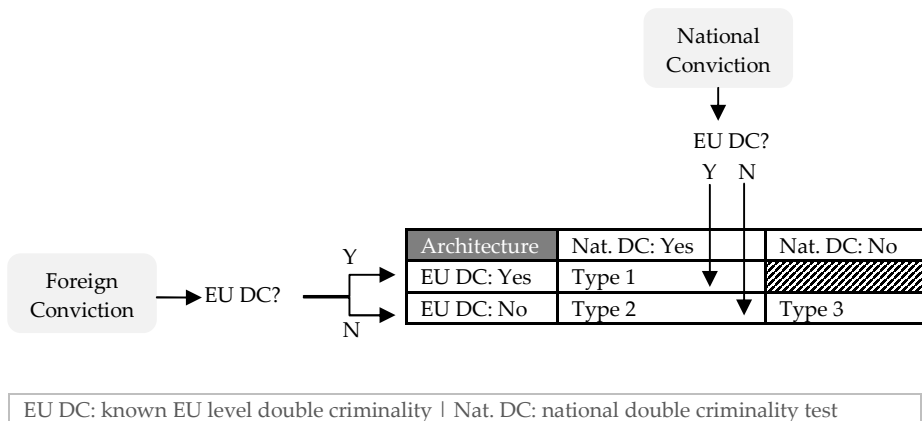 National
Conviction
EU DC?
Y N
Architecture Nat. DC: Yes Nat. DC: No
Foreign
Conviction
EU DC?
Y
N
EU DC: Yes Type 1
EU DC: No Type 2 Type 3
EU DC: known EU level double criminality | Nat. DC: national double criminality test